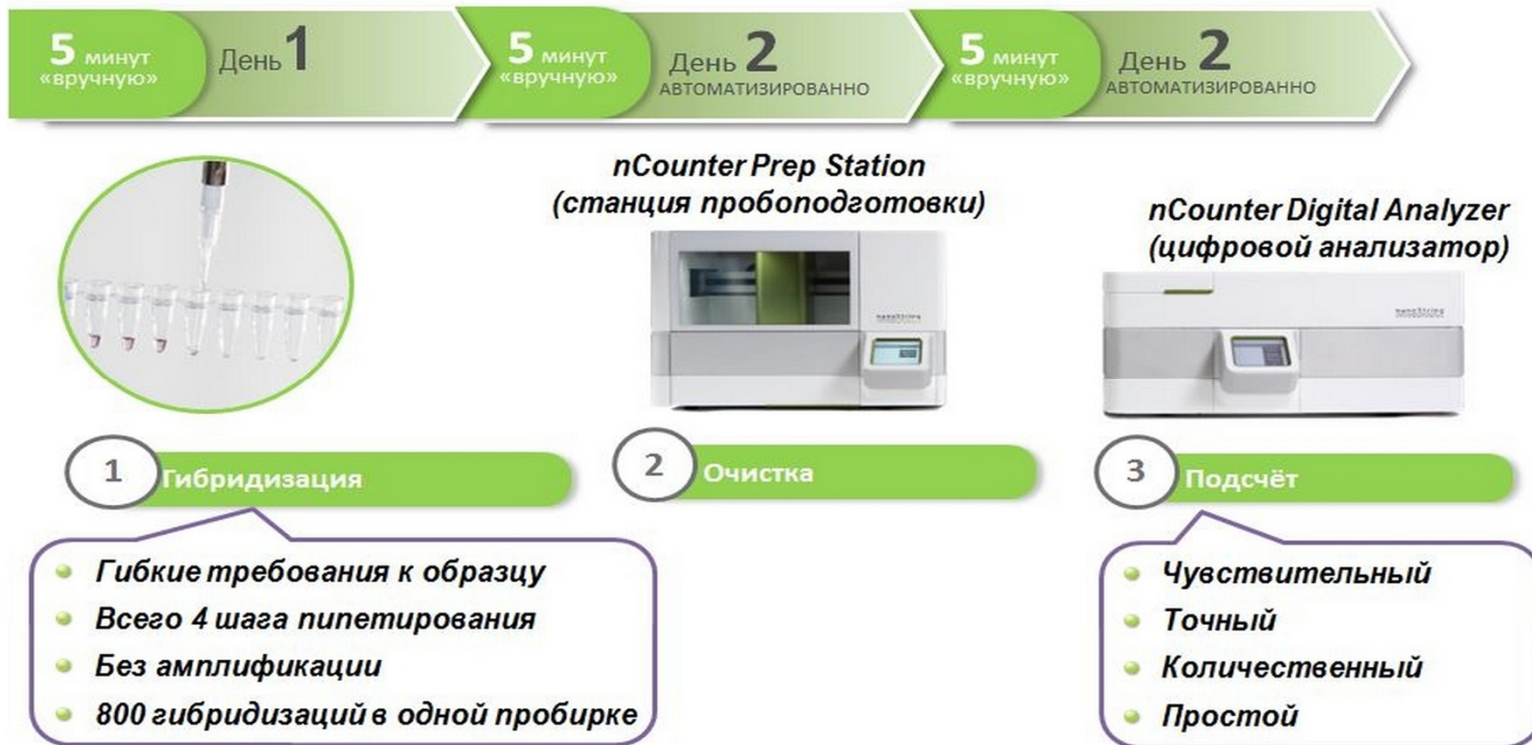 5 минут
«вручную»
День 1
5 минут
«вручную»
День 2
АВТОМАТИЗИРОВАННО
5 минут
«вручную»
День 2
АВТОМАТИЗИРОВАННО
nCounter Prep Station
(станция пробоподготовки)
nCounter Digital Analyzer
(цифровой анализатор)
nanoString
nanoString
1 Гибридизация
2 Очистка
3 Подсчёт
Гибкие требования к образцу
Всего 4 шага пипетирования
Без амплификации
800 гибридизаций в одной пробирке
Чувствительный
Точный
Количественный
Простой